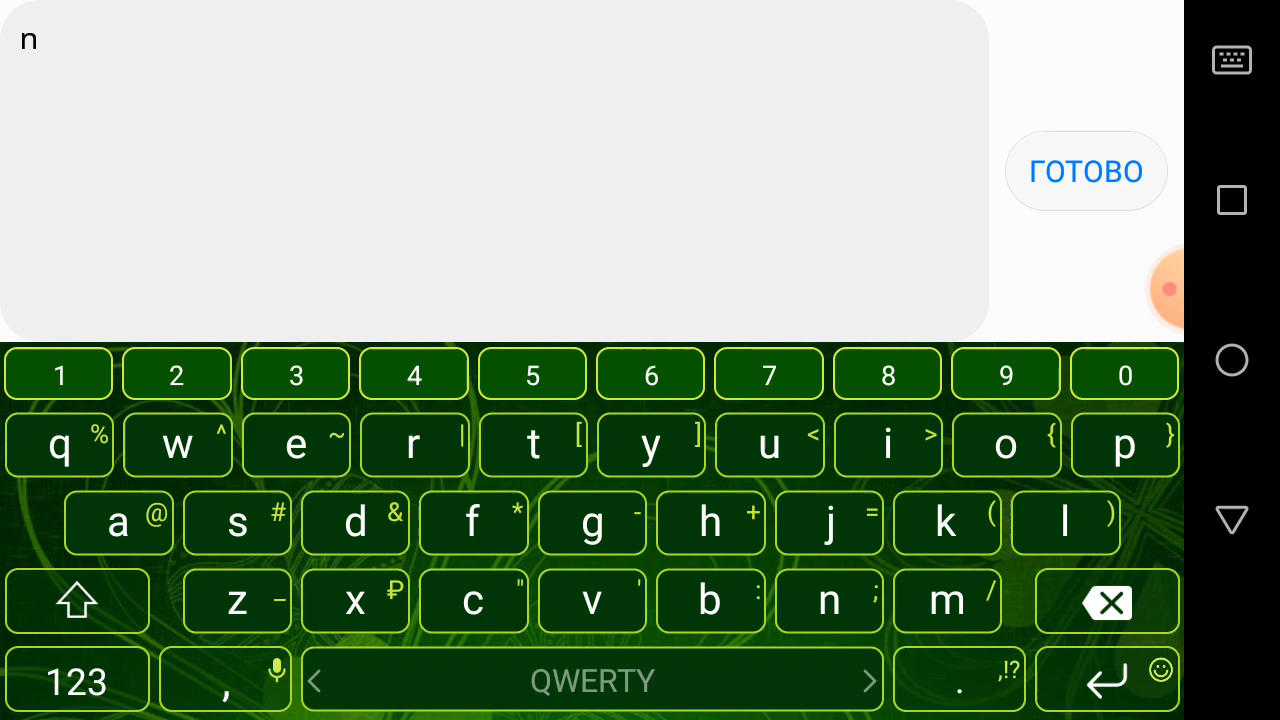 n
ГОТОВО
1 2 3 4 5 6 7 8 9 0
q % w ^ e ~ r | t [ y ] u < i > o { p }
a @ s # d & f * g - h + j = k ( l )
z _ x ₽ c " v ' b : n ; m /
123 , < QWERTY > . ,!?